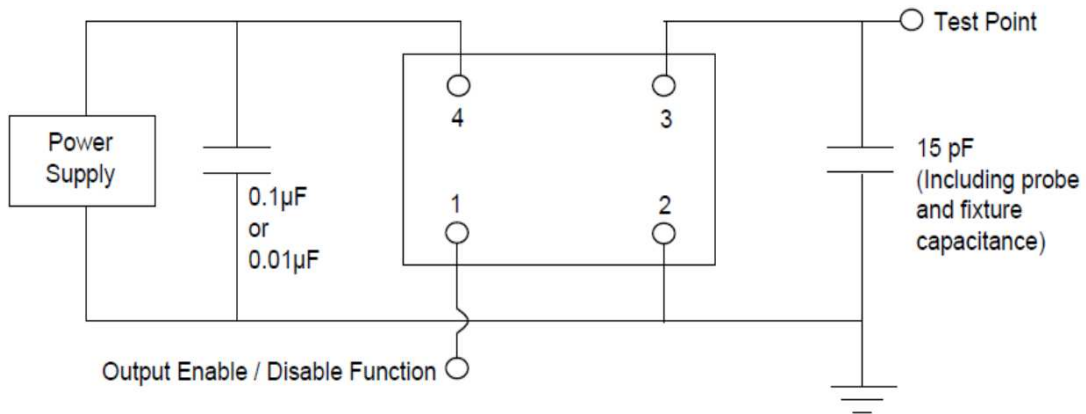 Test Point
4
3
Power
Supply
15 pF
(Including probe
and fixture
capacitance)
0.1µF
or
0.01µF
1
2
Output Enable / Disable Function